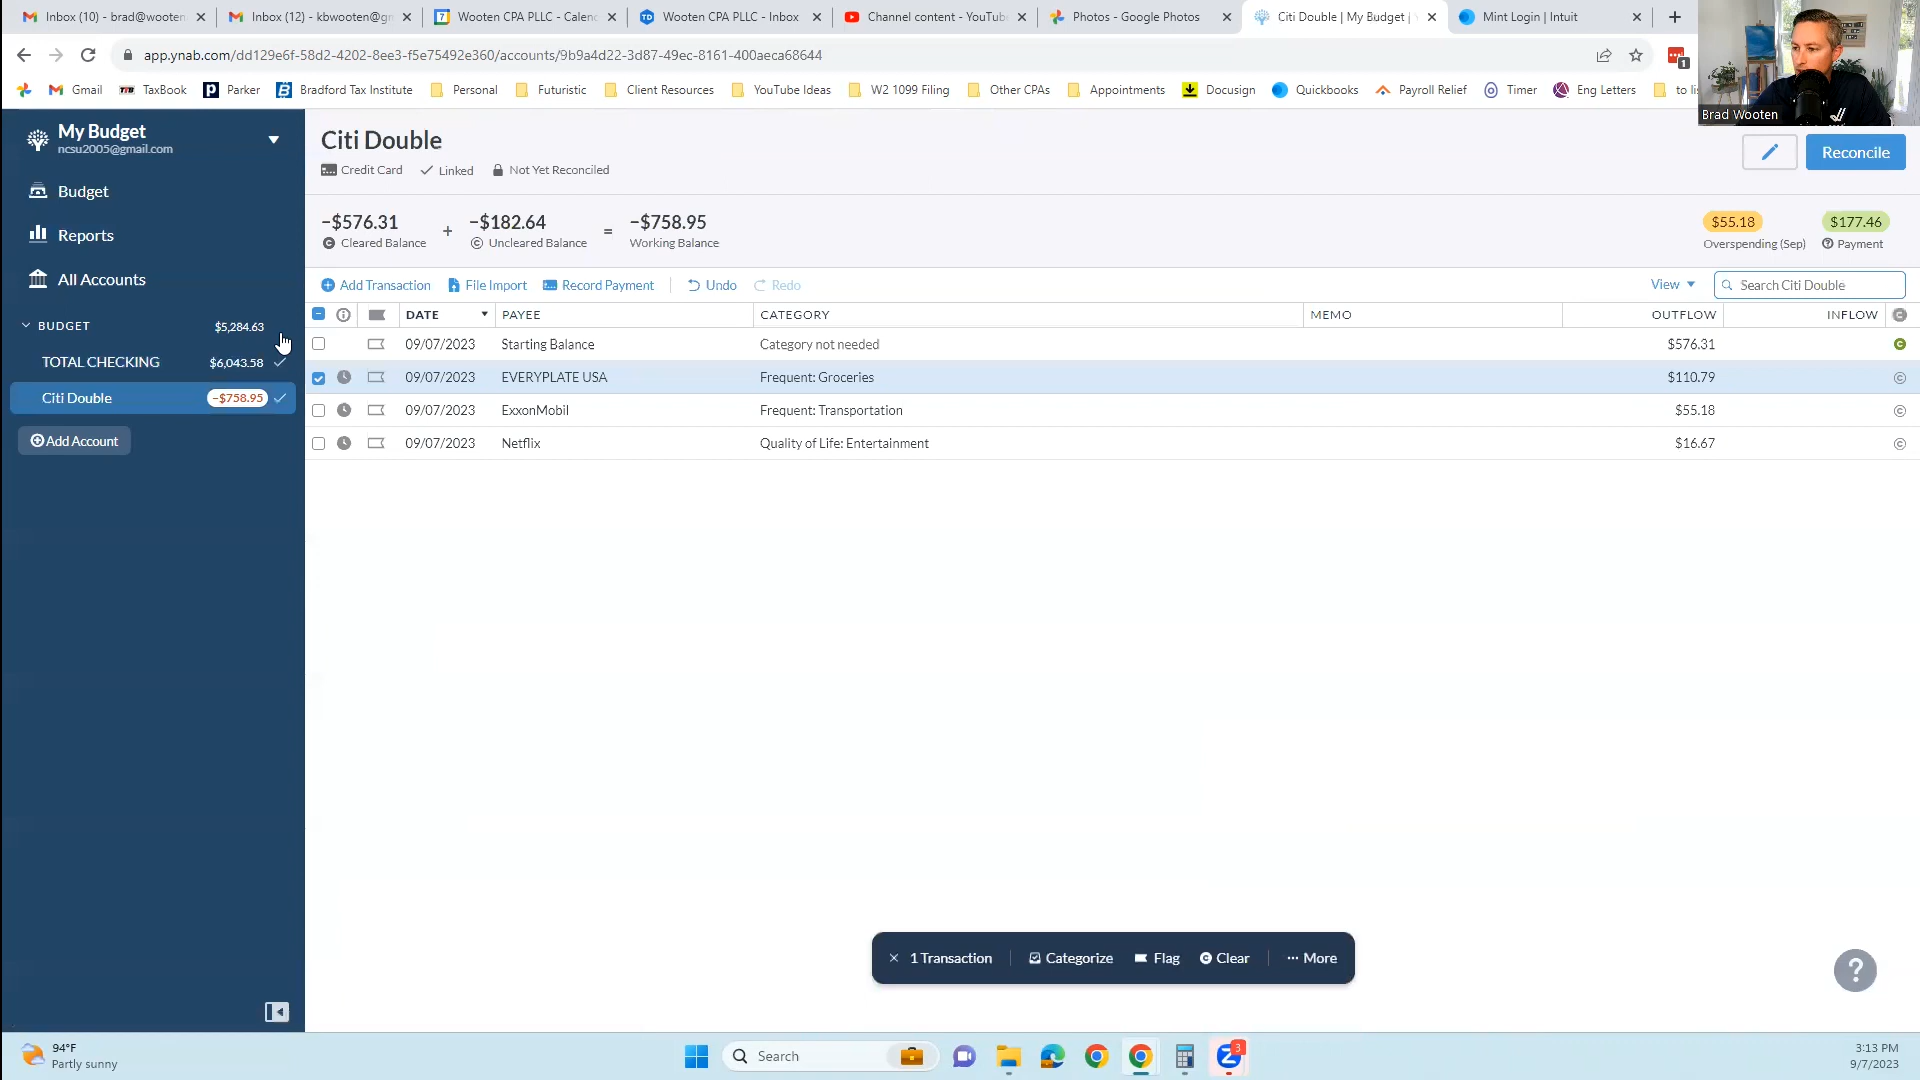 Inbox (10) - brad@wooten
Inbox (12) - kbwooten@gm
7 Wooten CPA PLLC - Calenc
TD Wooten CPA PLLC - Inbox
Channel content - YouTube
Photos - Google Photos
Citi Double | My Budget |
Mint Login | Intuit
app.ynab.com/dd129e6f-58d2-4202-8ee3-f5e75492e360/accounts/9b9a4d22-3d87-49ec-8161-400aeca68644
1
Gmail
TTB TaxBook
P Parker
B Bradford Tax Institute
Personal
Futuristic
Client Resources
YouTube Ideas
W2 1099 Filing
Other CPAs
Appointments
Docusign
Quickbooks
Payroll Relief
Timer
Eng Letters
to li
Brad Wooten
My Budget
ncsu2005@gmail.com
Budget
Reports
All Accounts
BUDGET $5,284.63
TOTAL CHECKING $6,043.58
Citi Double −$758.95
Add Account
Citi Double
Credit Card Linked Not Yet Reconciled
Reconcile
−$576.31 + −$182.64 = −$758.95
C Cleared Balance C Uncleared Balance Working Balance
$55.18 $177.46
Overspending (Sep) ? Payment
Add Transaction File Import Record Payment Undo Redo
View Search Citi Double
DATE PAYEE CATEGORY MEMO OUTFLOW INFLOW C
09/07/2023 Starting Balance Category not needed $576.31 C
09/07/2023 EVERYPLATE USA Frequent: Groceries $110.79 C
09/07/2023 ExxonMobil Frequent: Transportation $55.18 C
09/07/2023 Netflix Quality of Life: Entertainment $16.67 C
× 1 Transaction Categorize Flag C Clear ··· More
?
94°F
Partly sunny
Search
Z 3
3:13 PM
9/7/2023